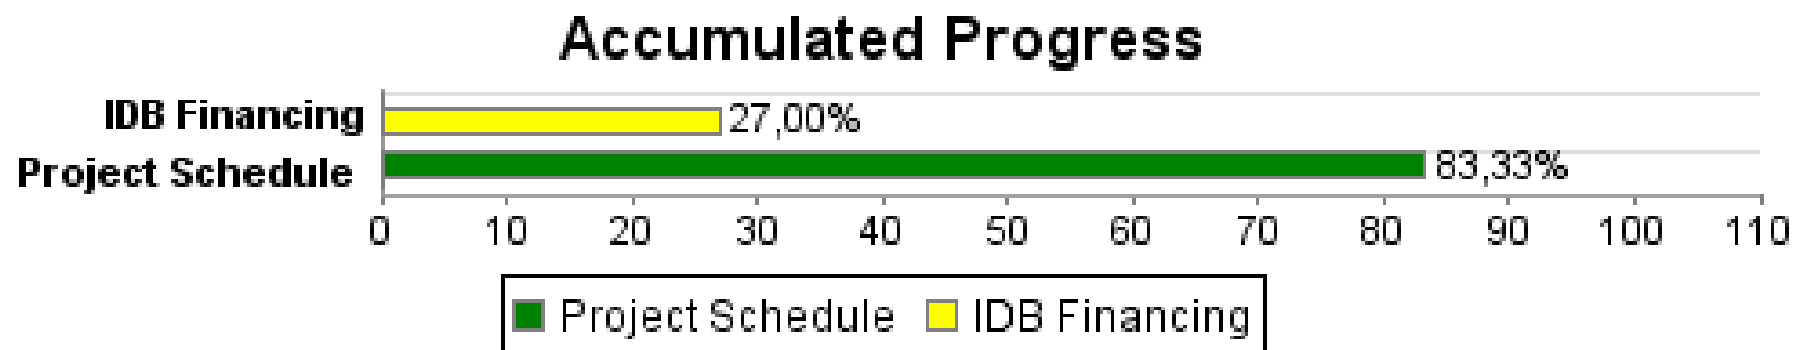 Accumulated Progress
IDB Financing 27,00%
Project Schedule 83,33%
0 10 20 30 40 50 60 70 80 90 100 110
Project Schedule IDB Financing